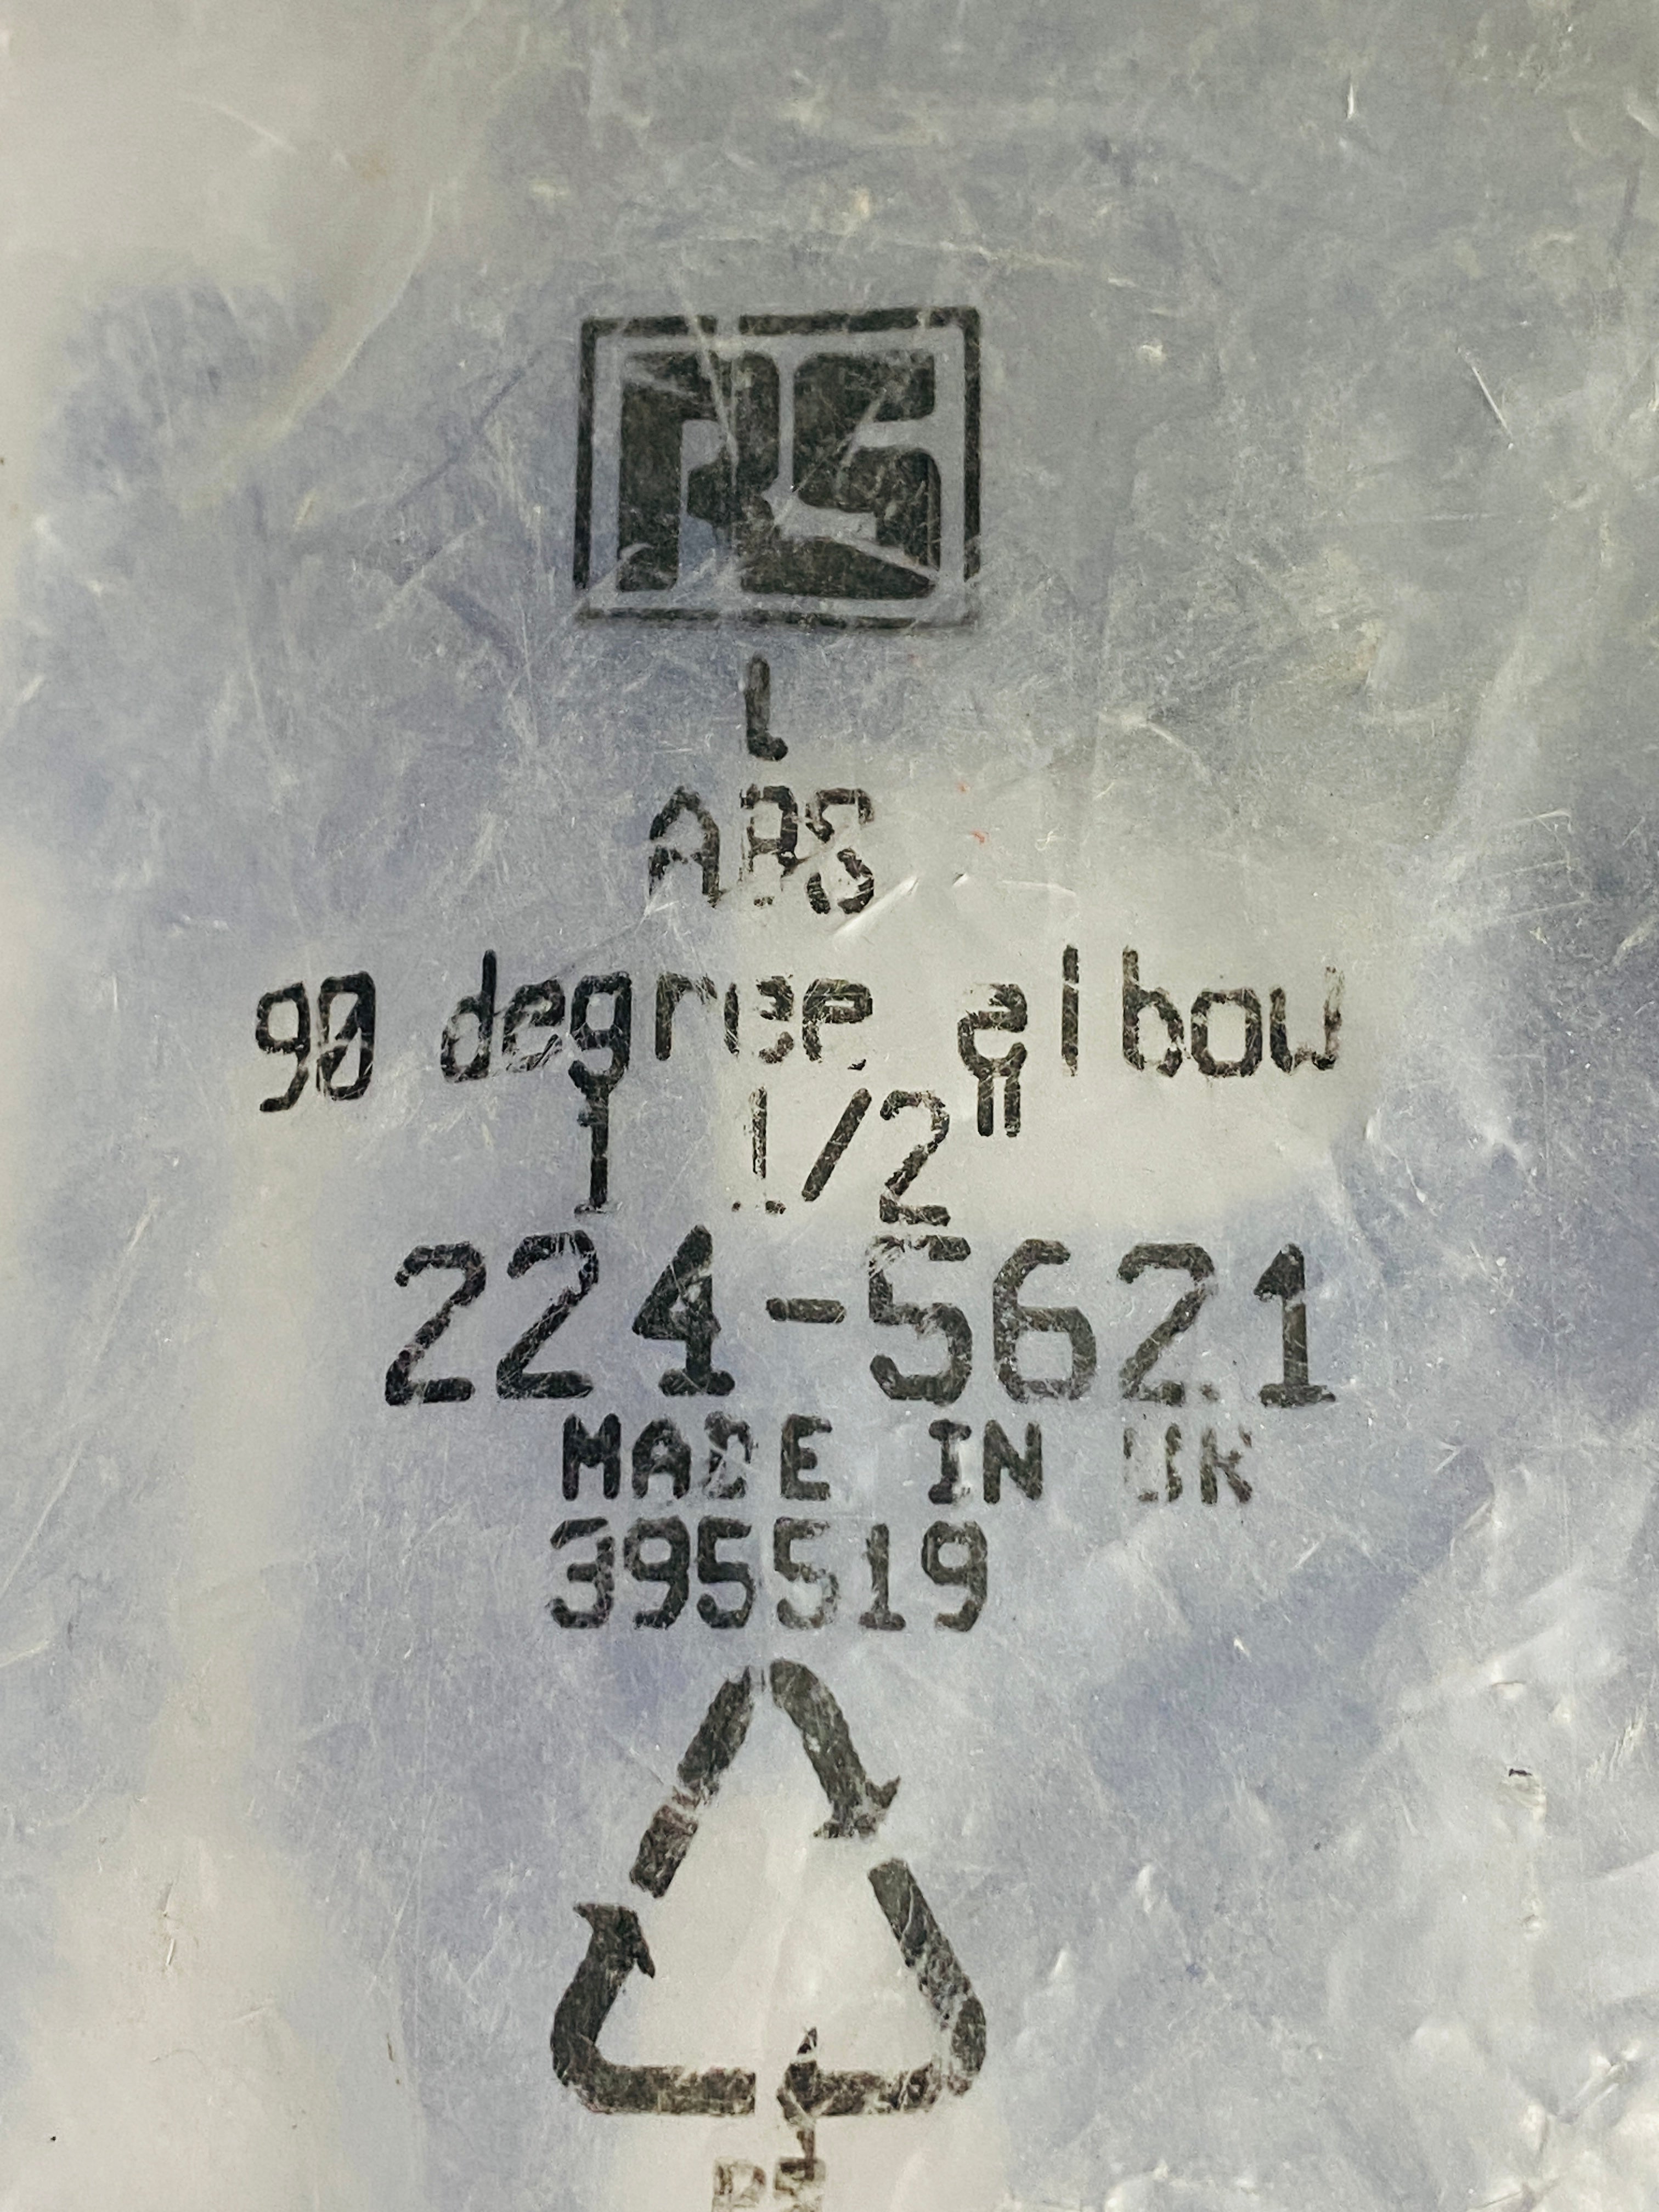 RS
L
ABS
90 degree elbow
1 1/2"
224-5621
MADE IN UK
395519